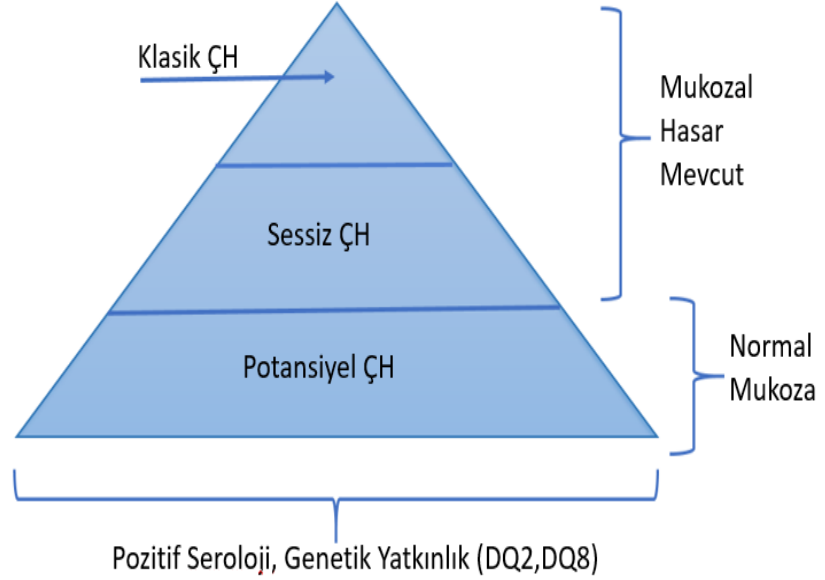 Klasik ÇH
Mukozal
Hasar
Mevcut
Sessiz ÇH
Normal
Mukoza
Potansiyel ÇH
Pozitif Seroloji, Genetik Yatkınlık (DQ2,DQ8)